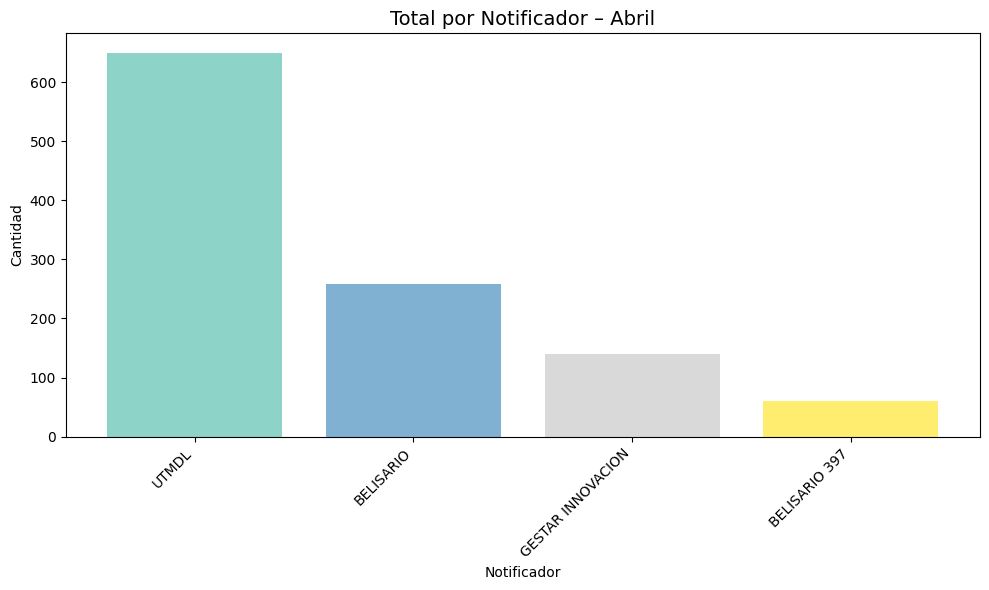 Total por Notificador – Abril
Cantidad
600
500
400
300
200
100
0
UTMDL
BELISARIO
GESTAR INNOVACION
BELISARIO 397
Notificador